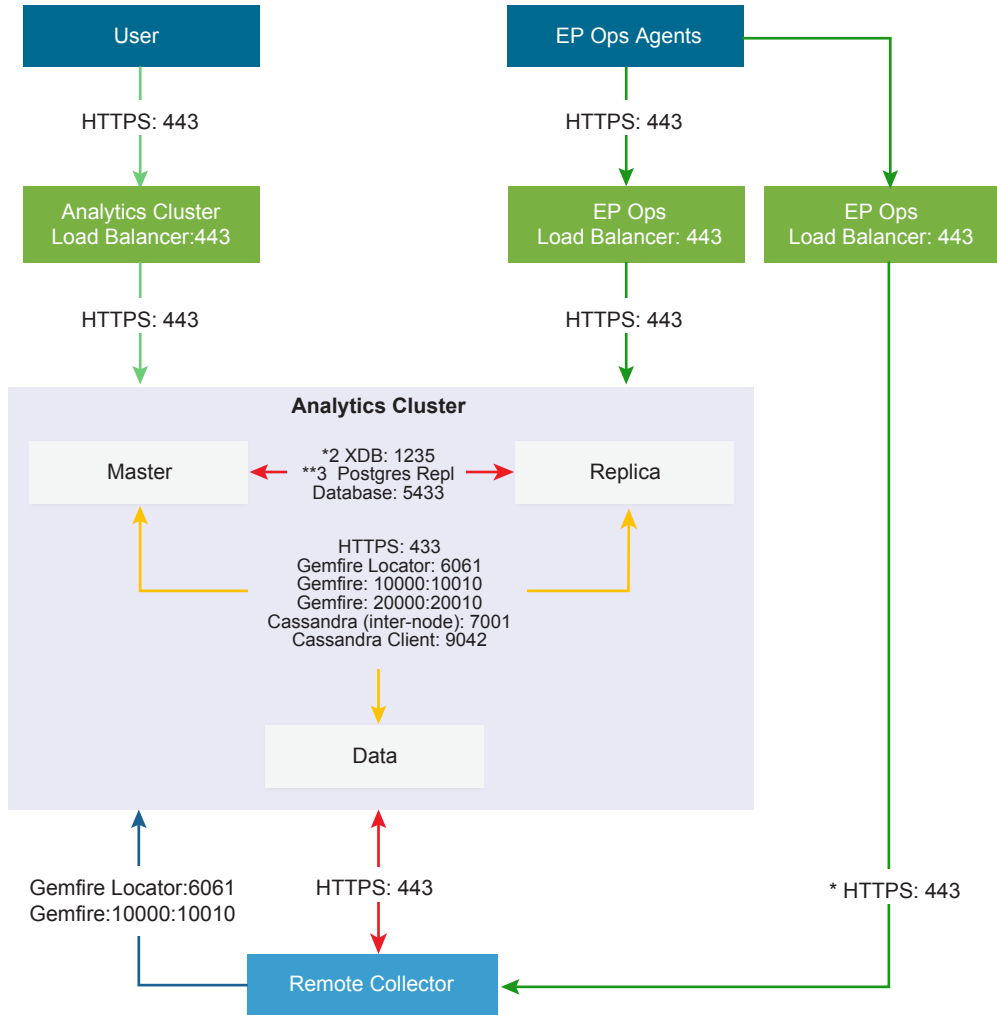 User
EP Ops Agents
HTTPS: 443
HTTPS: 443
Analytics Cluster
Load Balancer:443
EP Ops
Load Balancer: 443
EP Ops
Load Balancer: 443
HTTPS: 443
HTTPS: 443
Analytics Cluster
Master
*2 XDB: 1235
**3 Postgres Repl
Database: 5433
Replica
HTTPS: 433
Gemfire Locator: 6061
Gemfire: 10000:10010
Gemfire: 20000:20010
Cassandra (inter-node): 7001
Cassandra Client: 9042
Data
Gemfire Locator:6061
Gemfire:10000:10010
HTTPS: 443
* HTTPS: 443
Remote Collector